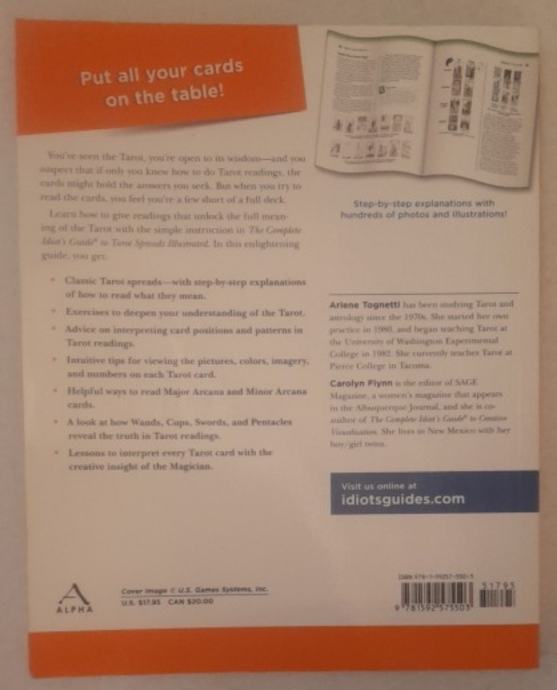 Put all your cards
on the table!
You've seen the Tarot, you're open to its wisdom—and you
suspect that if only you knew how to do Tarot readings, the
cards might hold the answers you seek. But when you try to
read the cards, you feel you're a few short of a full deck.
Learn how to give readings that unlock the full mean-
ing of the Tarot with the simple instruction in The Complete
Idiot's Guide® to Tarot Spreads Illustrated. In this enlightening
guide, you get:
• Classic Tarot spreads—with step-by-step explanations
of how to read what they mean.
• Exercises to deepen your understanding of the Tarot.
• Advice on interpreting card positions and patterns in
Tarot readings.
• Intuitive tips for viewing the pictures, colors, imagery,
and numbers on each Tarot card.
• Helpful ways to read Major Arcana and Minor Arcana
cards.
• A look at how Wands, Cups, Swords, and Pentacles
reveal the truth in Tarot readings.
• Lessons to interpret every Tarot card with the
creative insight of the Magician.
Step-by-step explanations with
hundreds of photos and illustrations!
Arlene Tognetti has been studying Tarot and
astrology since the 1970s. She started her own
practice in 1980, and began teaching Tarot at
the University of Washington Experimental
College in 1982. She currently teaches Tarot at
Pierce College in Tacoma.
Carolyn Flynn is the editor of SAGE
Magazine, a women's magazine that appears
in the Albuquerque Journal, and she is co-
author of The Complete Idiot's Guide® to Creative
Visualization. She lives in New Mexico with her
boy/girl twins.
Visit us online at
idiotsguides.com
ALPHA
Cover image © U.S. Games Systems, Inc.
U.S. $17.95 CAN $20.00
51795
9 781592 575503